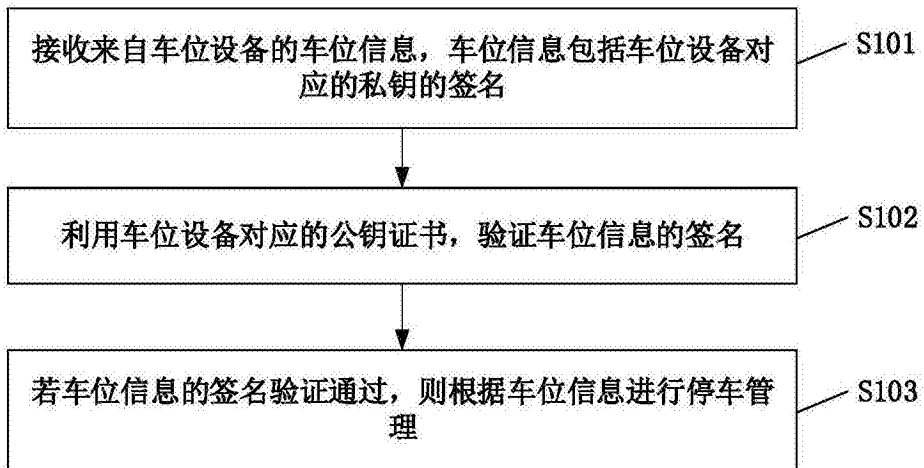 接收来自车位设备的车位信息，车位信息包括车位设备对
应的私钥的签名
S101
利用车位设备对应的公钥证书，验证车位信息的签名
S102
若车位信息的签名验证通过，则根据车位信息进行停车管
理
S103